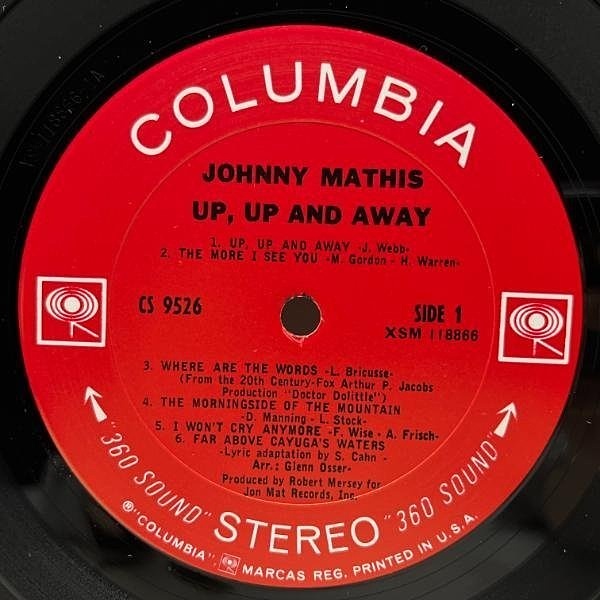 COLUMBIA
JOHNNY MATHIS
UP, UP AND AWAY
1. UP, UP AND AWAY -J. Webb-
2. THE MORE I SEE YOU -M. Gordon - H. Warren-
CS 9526
SIDE 1
XSM 118866
3. WHERE ARE THE WORDS -L. Bricusse-
(From the 20th Century-Fox Arthur P. Jacobs
Production "Doctor Dolittle")
4. THE MORNINGSIDE OF THE MOUNTAIN
-D. Manning - L. Stock-
5. I WON'T CRY ANYMORE -F. Wise - A. Frisch-
6. FAR ABOVE CAYUGA'S WATERS
-Lyric adaptation by S. Cahn -
Arr.: Glenn Osser-
Produced by Robert Mersey for
Jon Mat Records, Inc.
"360 SOUND" STEREO "360 SOUND"
® "COLUMBIA", MARCAS REG. PRINTED IN U.S.A.